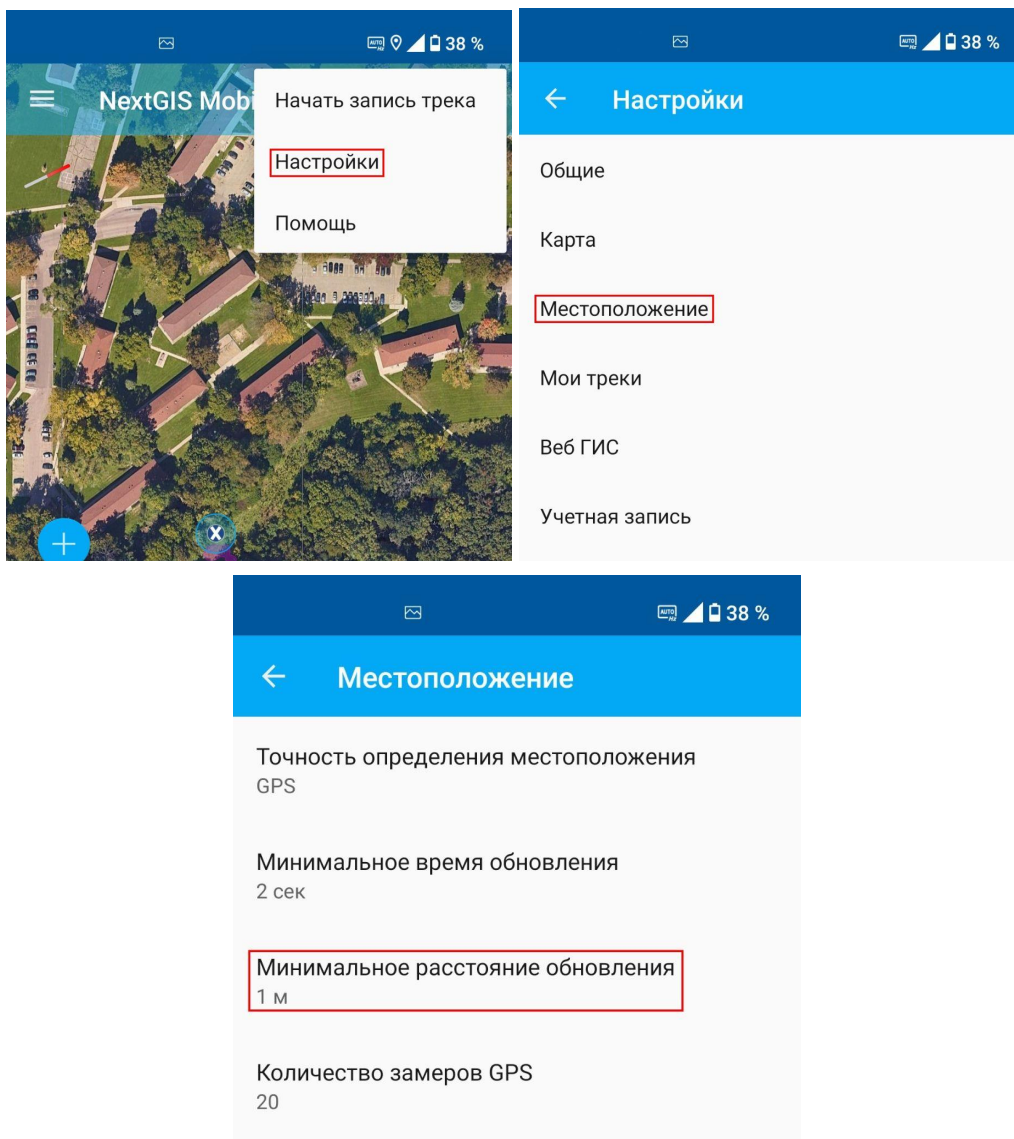 38 %
NextGIS Mobi
Начать запись трека
Настройки
Помощь
38 %
Настройки
Общие
Карта
Местоположение
Мои треки
Веб ГИС
Учетная запись
38 %
Местоположение
Точность определения местоположения
GPS
Минимальное время обновления
2 сек
Минимальное расстояние обновления
1 м
Количество замеров GPS
20